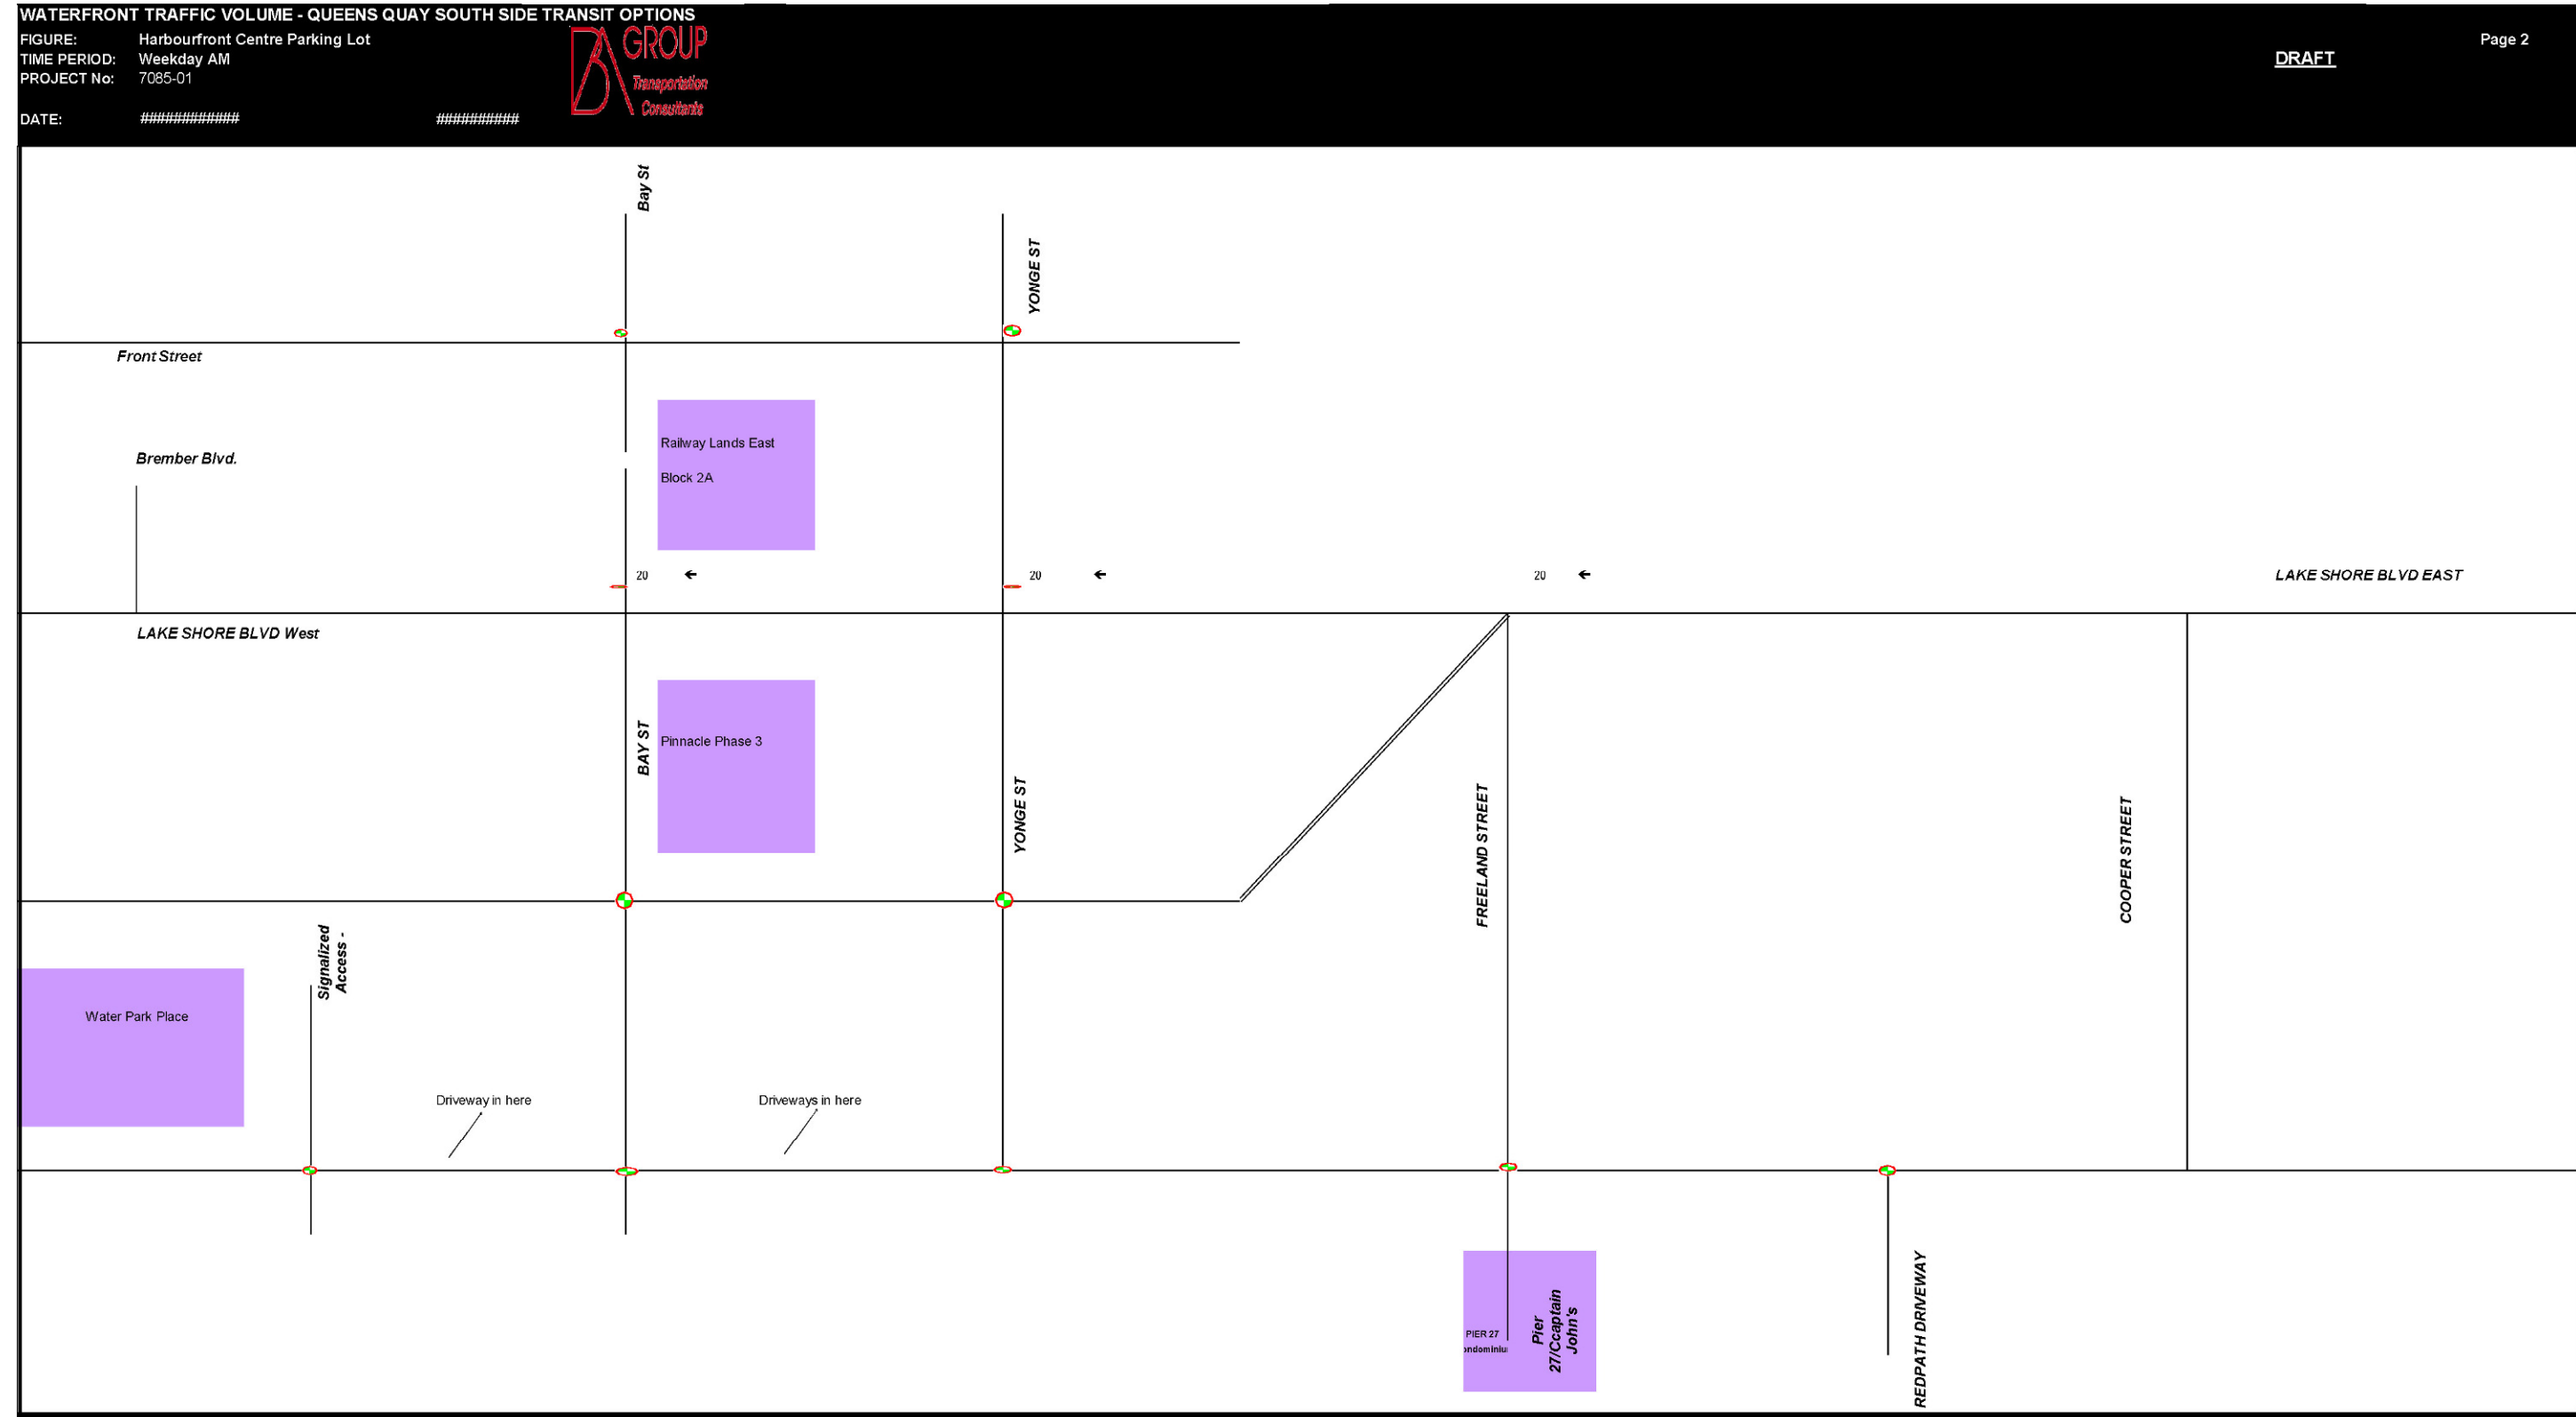 WATERFRONT TRAFFIC VOLUME - QUEENS QUAY SOUTH SIDE TRANSIT OPTIONS
FIGURE: Harbourfront Centre Parking Lot
TIME PERIOD: Weekday AM
PROJECT No: 7085-01
DATE: ############ ##########
BA GROUP
Transportation
Consultants
DRAFT
Page 2
Bay St
YONGE ST
Front Street
Railway Lands East
Block 2A
Brember Blvd.
20 ←
20 ←
20 ←
LAKE SHORE BLVD EAST
LAKE SHORE BLVD West
BAY ST
Pinnacle Phase 3
YONGE ST
FREELAND STREET
COOPER STREET
Signalized
Access -
Water Park Place
Driveway in here
Driveways in here
PIER 27
ondominiu
Pier
27/Ccaptain
John's
REDPATH DRIVEWAY